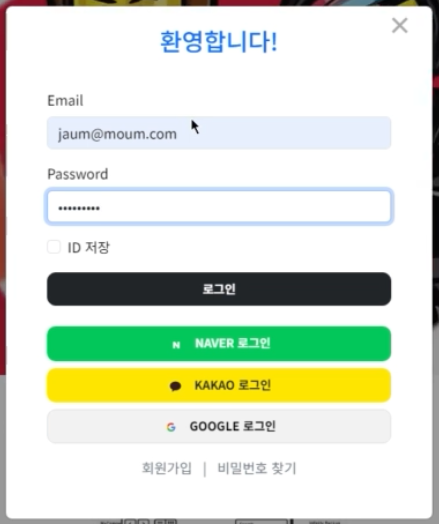 환영합니다!
Email
jaum@moum.com
Password
•••••••••
ID 저장
로그인
N NAVER 로그인
KAKAO 로그인
G GOOGLE 로그인
회원가입 | 비밀번호 찾기